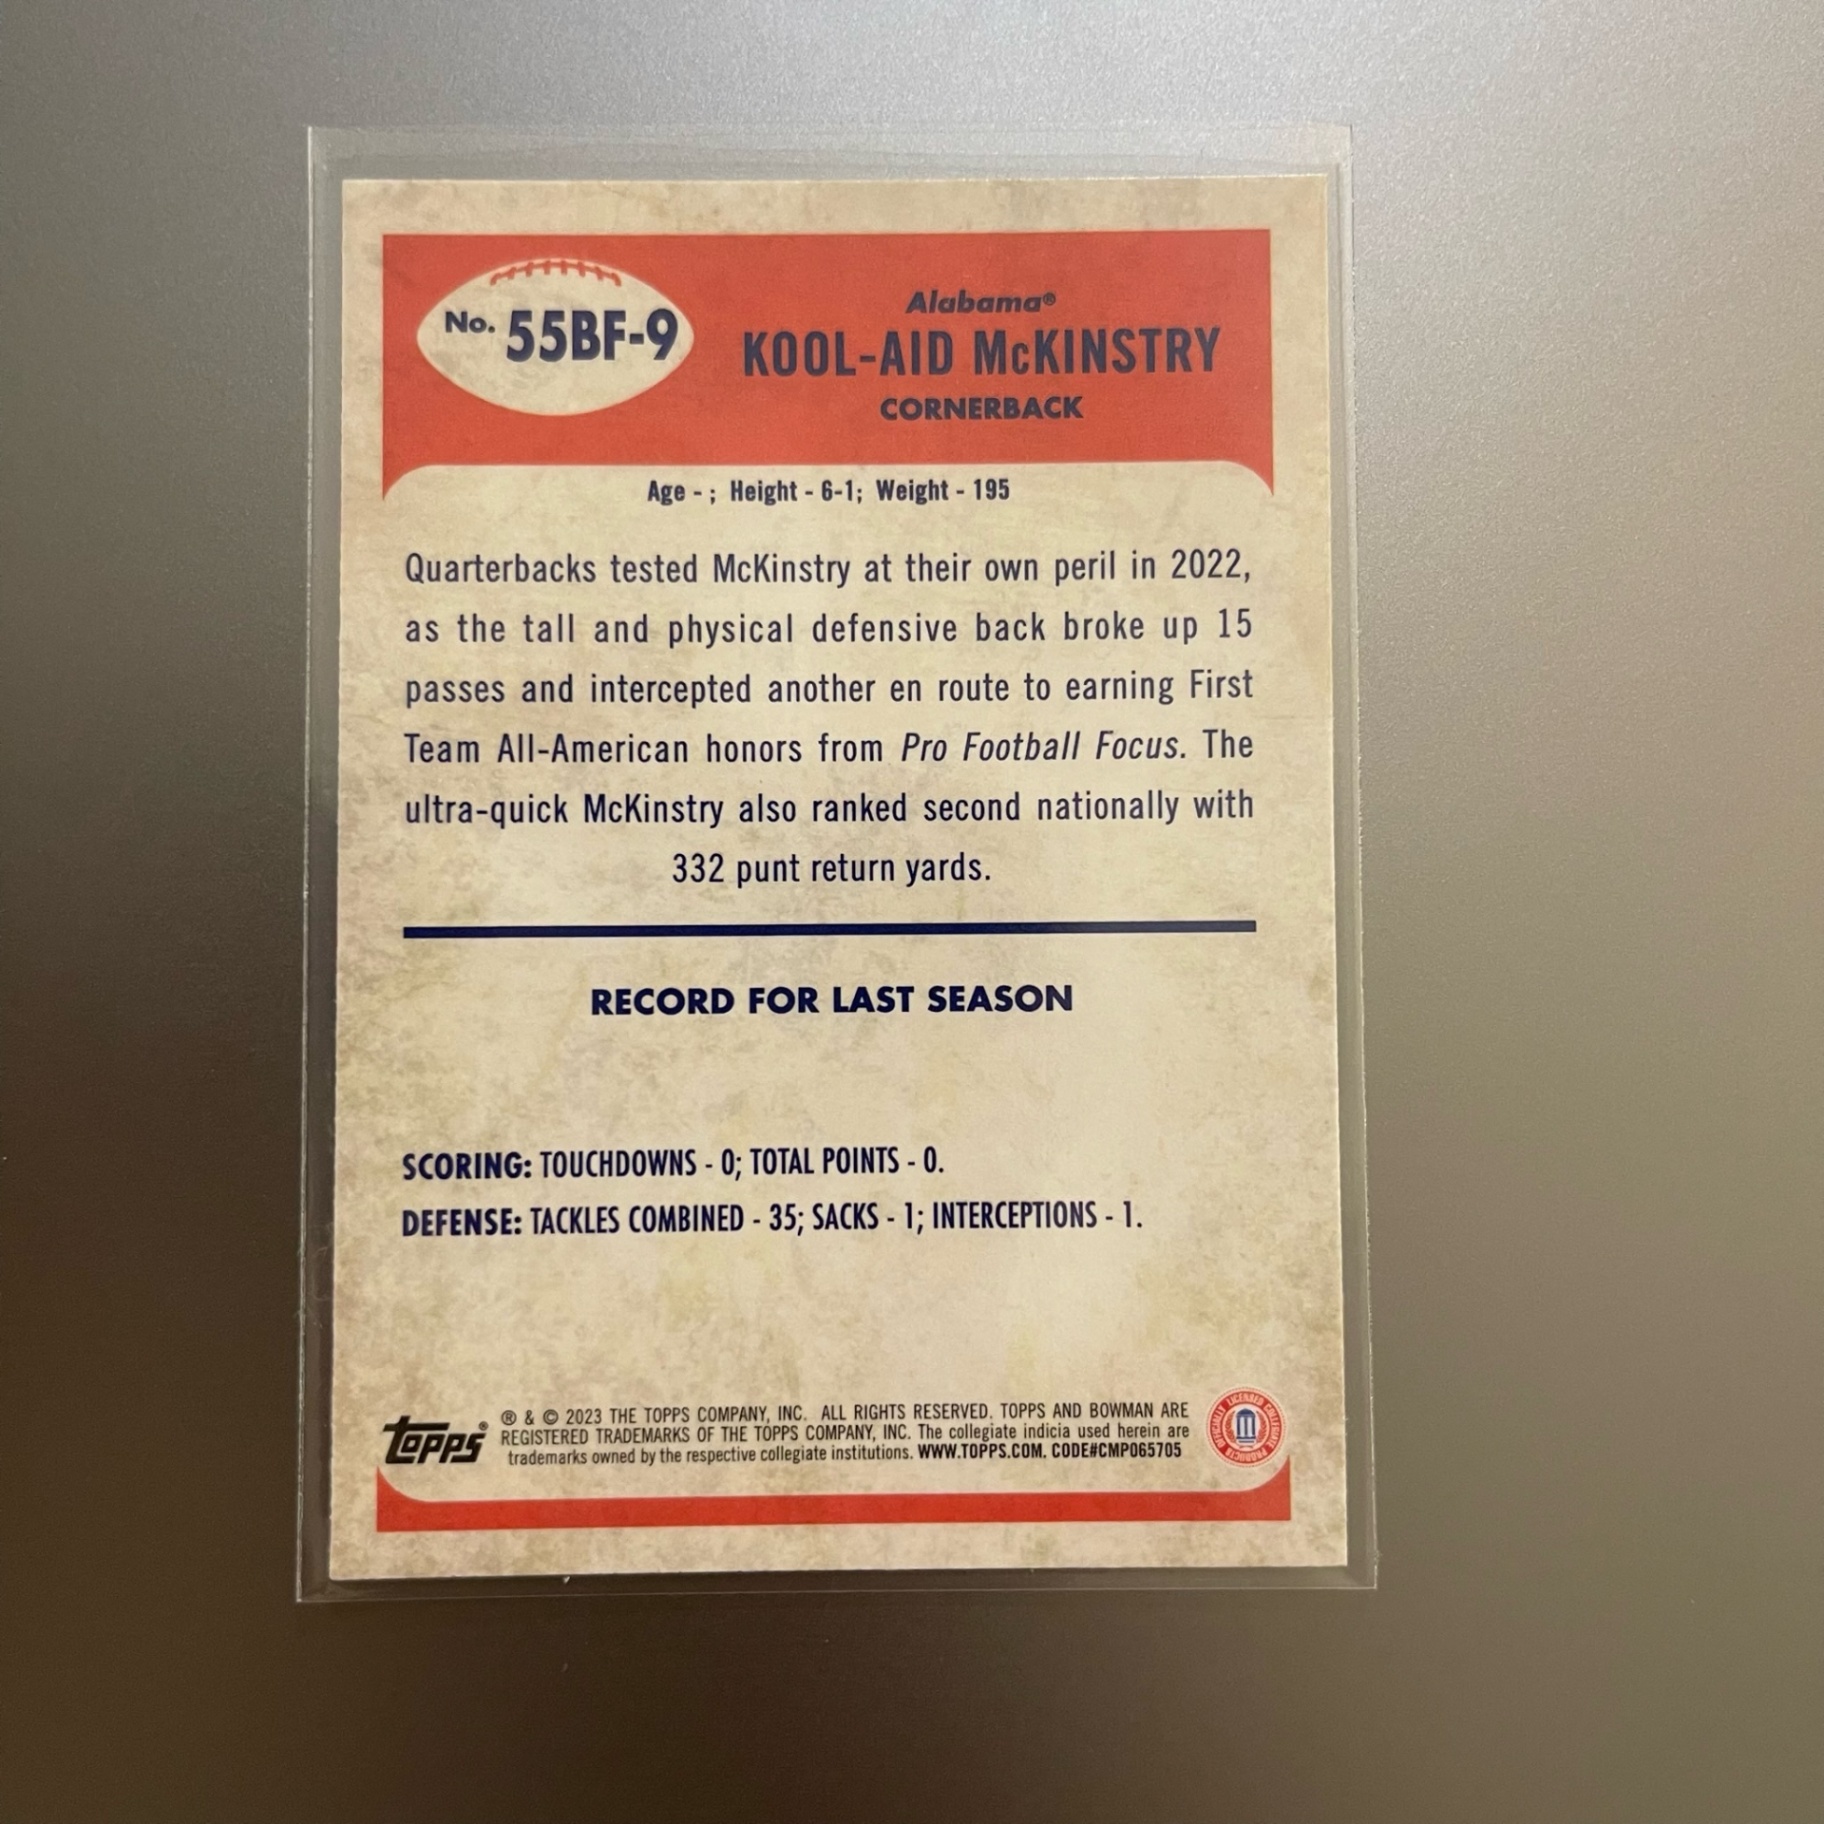 No. 55BF-9
Alabama®
KOOL-AID McKINSTRY
CORNERBACK
Age - ; Height - 6-1; Weight - 195
Quarterbacks tested McKinstry at their own peril in 2022,
as the tall and physical defensive back broke up 15
passes and intercepted another en route to earning First
Team All-American honors from Pro Football Focus. The
ultra-quick McKinstry also ranked second nationally with
332 punt return yards.
RECORD FOR LAST SEASON
SCORING: TOUCHDOWNS - 0; TOTAL POINTS - 0.
DEFENSE: TACKLES COMBINED - 35; SACKS - 1; INTERCEPTIONS - 1.
topps®
® & © 2023 THE TOPPS COMPANY, INC. ALL RIGHTS RESERVED. TOPPS AND BOWMAN ARE
REGISTERED TRADEMARKS OF THE TOPPS COMPANY, INC. The collegiate indicia used herein are
trademarks owned by the respective collegiate institutions. WWW.TOPPS.COM. CODE#CMP065705
OFFICIALLY LICENSED COLLEGIATE PRODUCTS